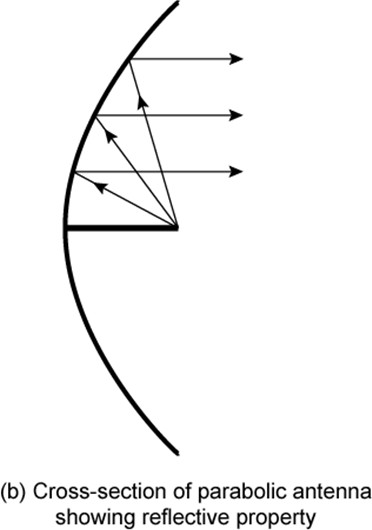 (b) Cross-section of parabolic antenna
showing reflective property